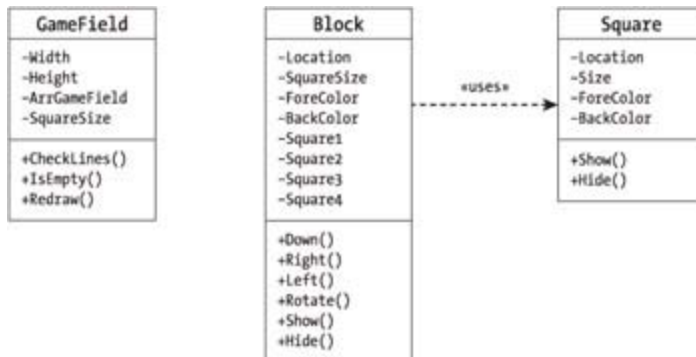 GameField
-Width
-Height
-ArrGameField
-SquareSize
+CheckLines()
+IsEmpty()
+Redraw()
Block
-Location
-SquareSize
-ForeColor
-BackColor
-Square1
-Square2
-Square3
-Square4
+Down()
+Right()
+Left()
+Rotate()
+Show()
+Hide()
«uses»
Square
-Location
-Size
-ForeColor
-BackColor
+Show()
+Hide()